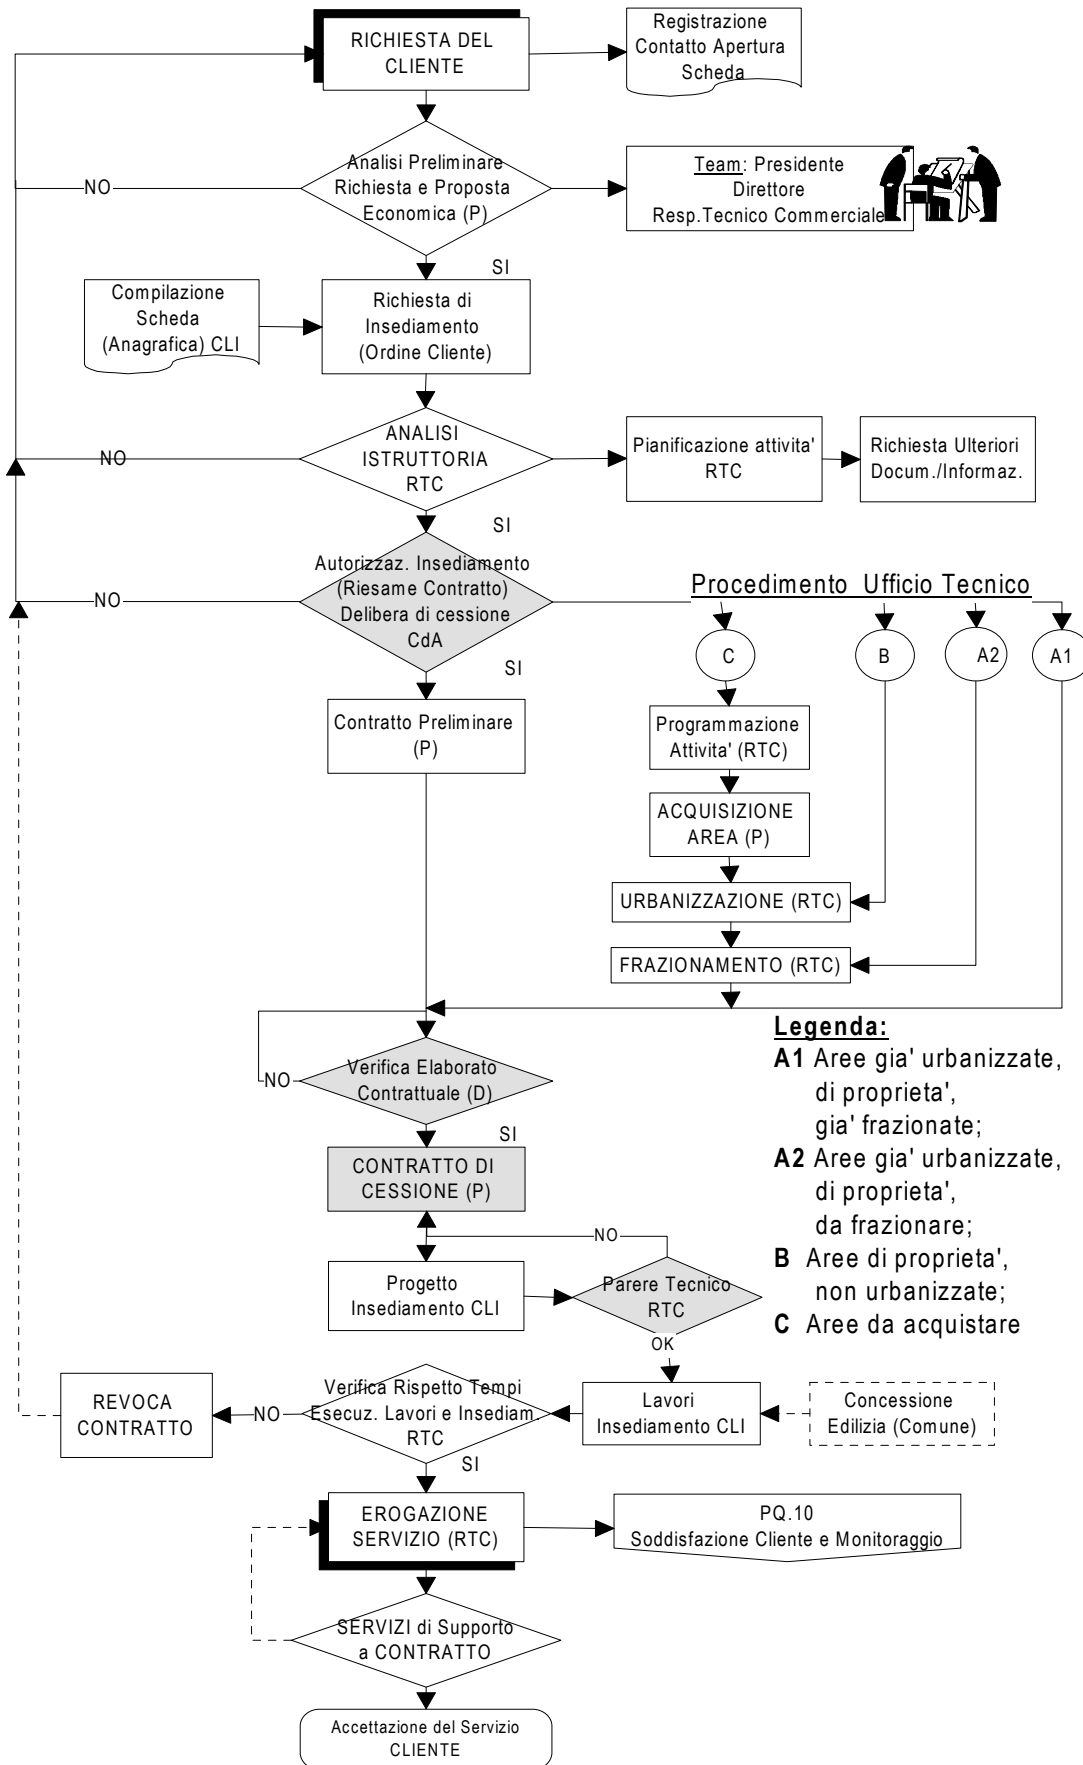 RICHIESTA DEL
CLIENTE
Registrazione
Contatto Apertura
Scheda
Analisi Preliminare
Richiesta e Proposta
Economica (P)
NO
Team: Presidente
Direttore
Resp.Tecnico Commerciale
SI
Compilazione
Scheda
(Anagrafica) CLI
Richiesta di
Insediamento
(Ordine Cliente)
ANALISI
ISTRUTTORIA
RTC
NO
Pianificazione attivita'
RTC
Richiesta Ulteriori
Docum./Informaz.
SI
Autorizzaz. Insediamento
(Riesame Contratto)
Delibera di cessione
CdA
NO
Procedimento Ufficio Tecnico
C
B
A2
A1
SI
Contratto Preliminare
(P)
Programmazione
Attivita' (RTC)
ACQUISIZIONE
AREA (P)
URBANIZZAZIONE (RTC)
FRAZIONAMENTO (RTC)
Verifica Elaborato
Contrattuale (D)
NO
SI
Legenda:
A1 Aree gia' urbanizzate,
di proprieta',
gia' frazionate;
A2 Aree gia' urbanizzate,
di proprieta',
da frazionare;
B Aree di proprieta',
non urbanizzate;
C Aree da acquistare
CONTRATTO DI
CESSIONE (P)
NO
Progetto
Insediamento CLI
Parere Tecnico
RTC
OK
REVOCA
CONTRATTO
NO
Verifica Rispetto Tempi
Esecuz. Lavori e Insediam.
RTC
Lavori
Insediamento CLI
Concessione
Edilizia (Comune)
SI
EROGAZIONE
SERVIZIO (RTC)
PQ.10
Soddisfazione Cliente e Monitoraggio
SERVIZI di Supporto
a CONTRATTO
Accettazione del Servizio
CLIENTE